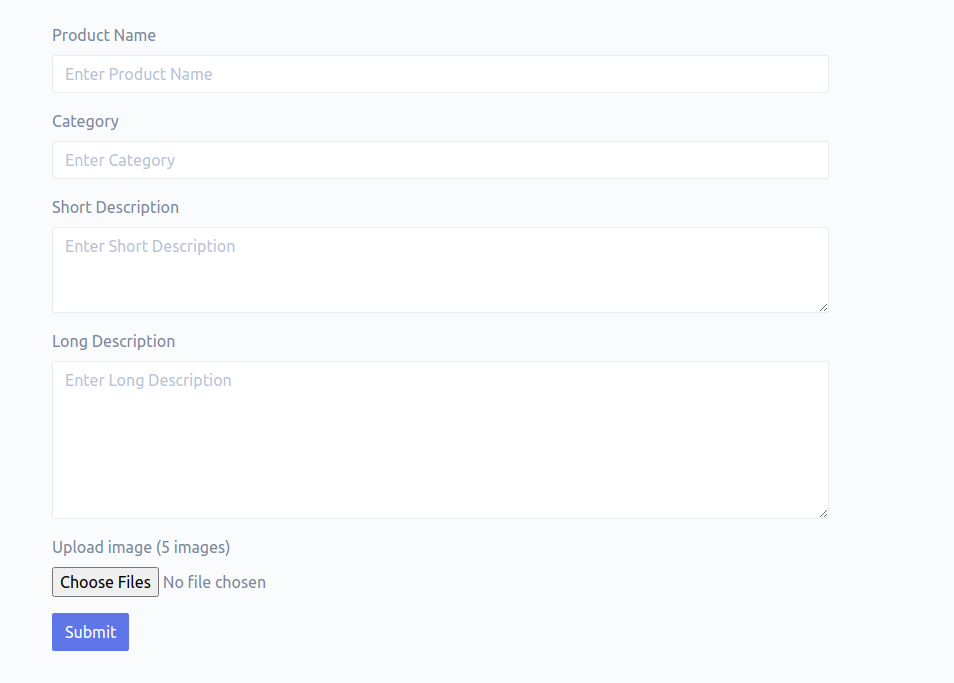 Product Name
Enter Product Name
Category
Enter Category
Short Description
Enter Short Description
Long Description
Enter Long Description
Upload image (5 images)
Choose Files No file chosen
Submit